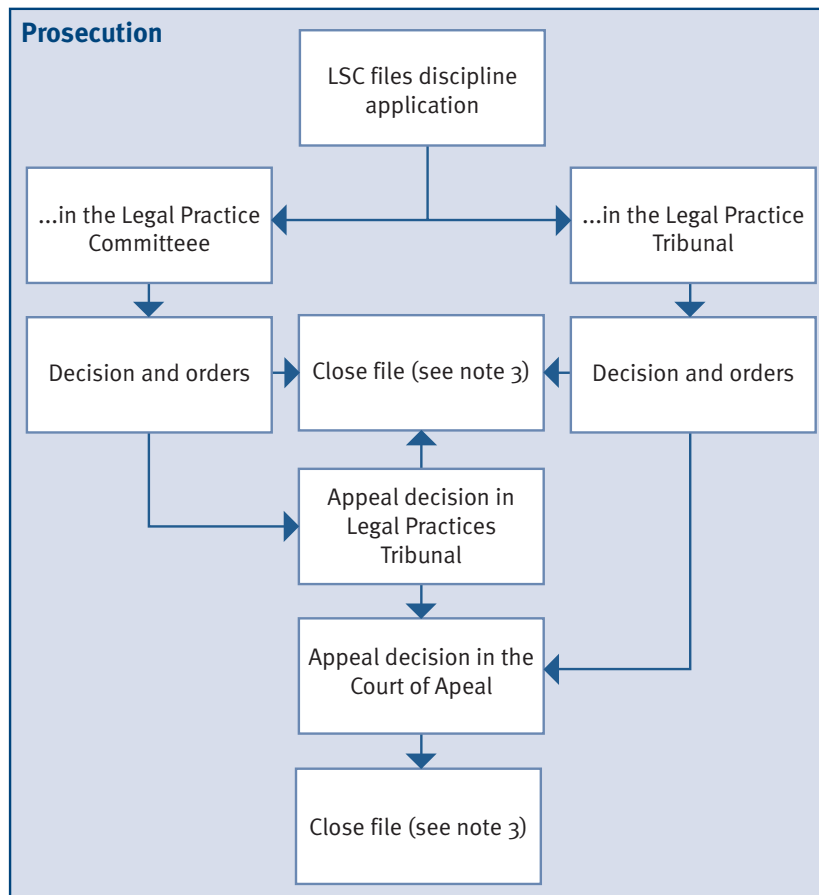 Prosecution
LSC files discipline
application
...in the Legal Practice
Committeee
...in the Legal Practice
Tribunal
Decision and orders
Close file (see note 3)
Decision and orders
Appeal decision in
Legal Practices
Tribunal
Appeal decision in the
Court of Apeal
Close file (see note 3)